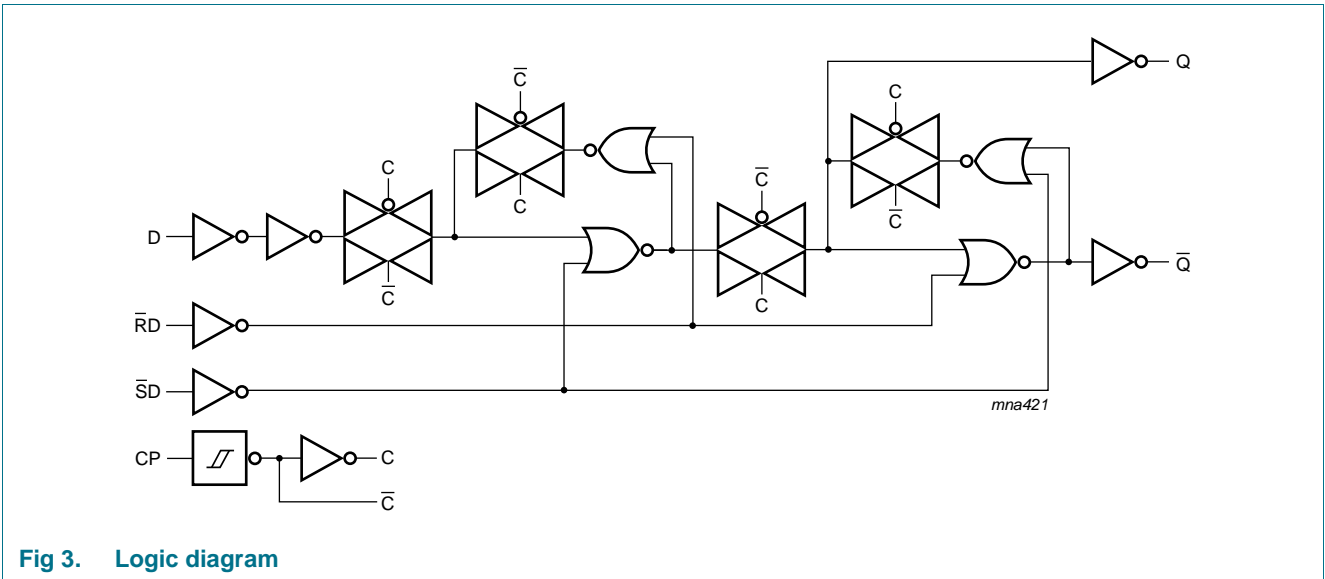 Q
C̅
C
C
C̅
C
C̅
D
C
C̅
Q̅
C̅
C
R̅D
S̅D
mna421
CP
C
C̅
Fig 3. Logic diagram